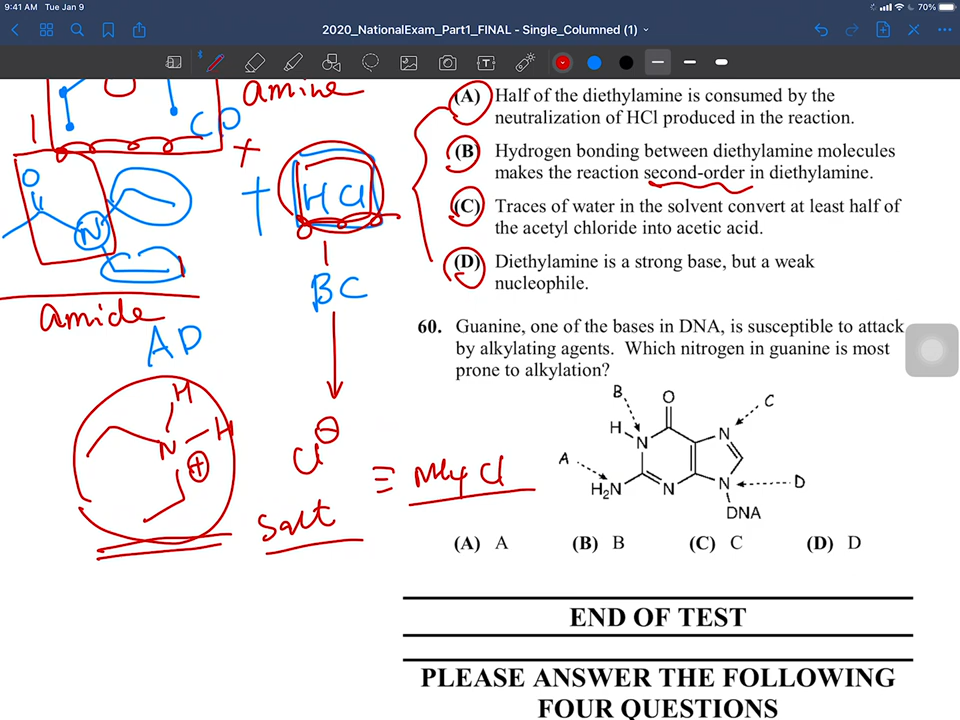 9:41 AM Tue Jan 9
70%
2020_NationalExam_Part1_FINAL - Single_Columned (1)
amine
CD
+
O
N
amide
AD
+ HCl
BC
H
H
N
+
Cl
Salt
≡ NH4Cl
(A) Half of the diethylamine is consumed by the
neutralization of HCl produced in the reaction.
(B) Hydrogen bonding between diethylamine molecules
makes the reaction second-order in diethylamine.
(C) Traces of water in the solvent convert at least half of
the acetyl chloride into acetic acid.
(D) Diethylamine is a strong base, but a weak
nucleophile.
60. Guanine, one of the bases in DNA, is susceptible to attack
by alkylating agents. Which nitrogen in guanine is most
prone to alkylation?
B
O
C
H
N
N
A
H2N
N
N
D
DNA
(A) A (B) B (C) C (D) D
END OF TEST
PLEASE ANSWER THE FOLLOWING
FOUR QUESTIONS